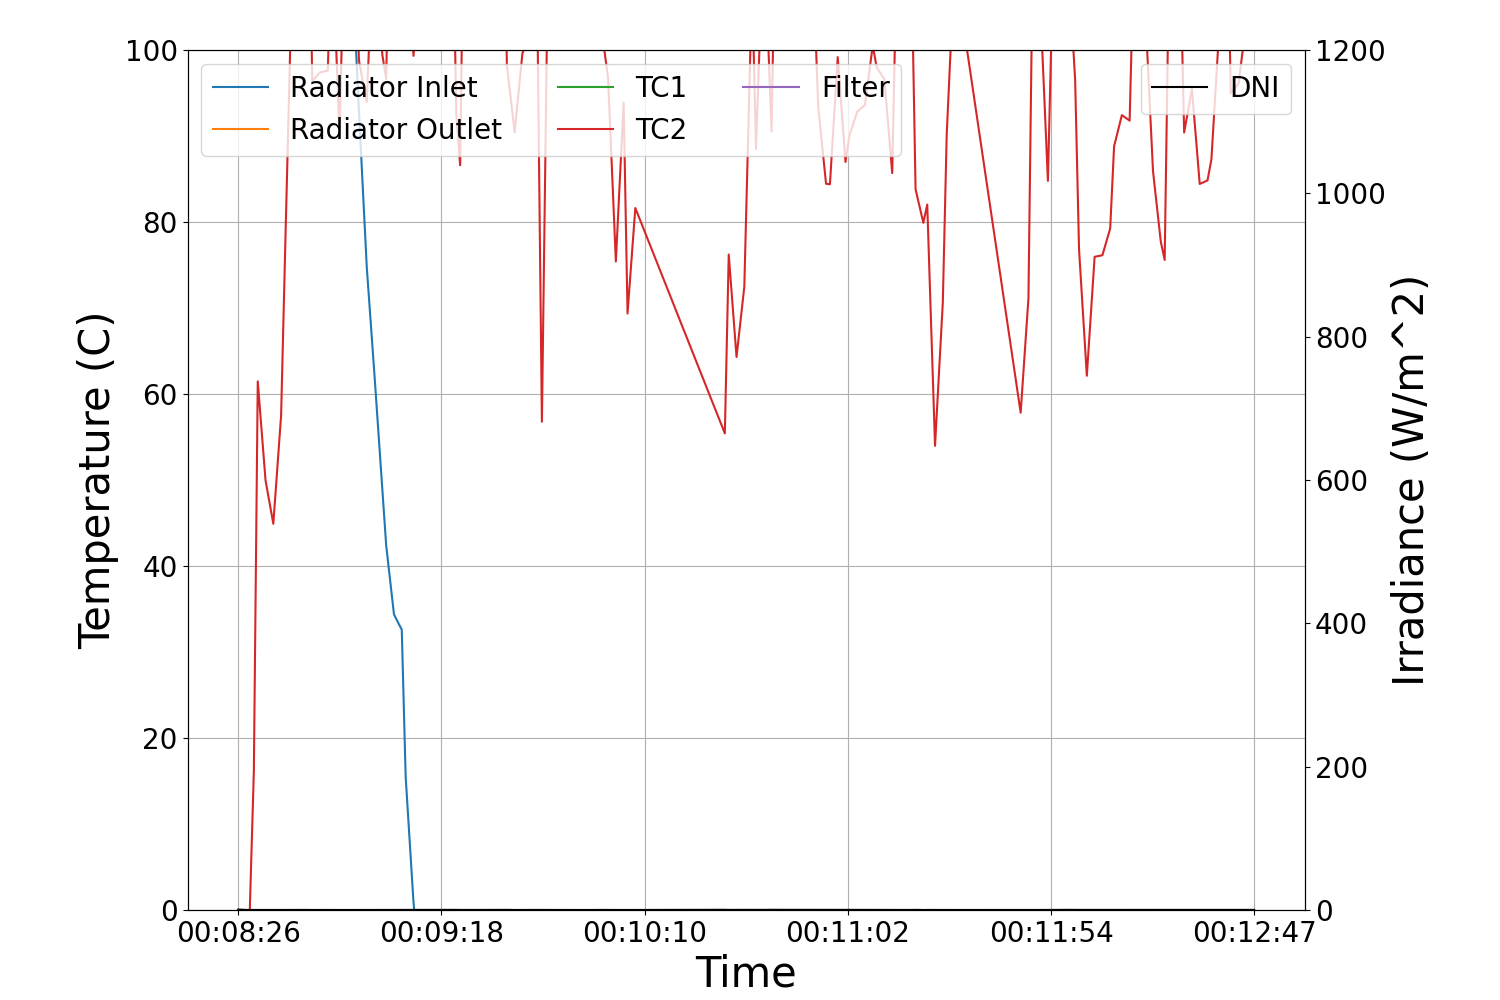 100
80
60
40
20
0
Temperature (C)
Radiator Inlet
Radiator Outlet
TC1
TC2
Filter
DNI
1200
1000
800
600
400
200
0
Irradiance (W/m^2)
00:08:26 00:09:18 00:10:10 00:11:02 00:11:54 00:12:47
Time